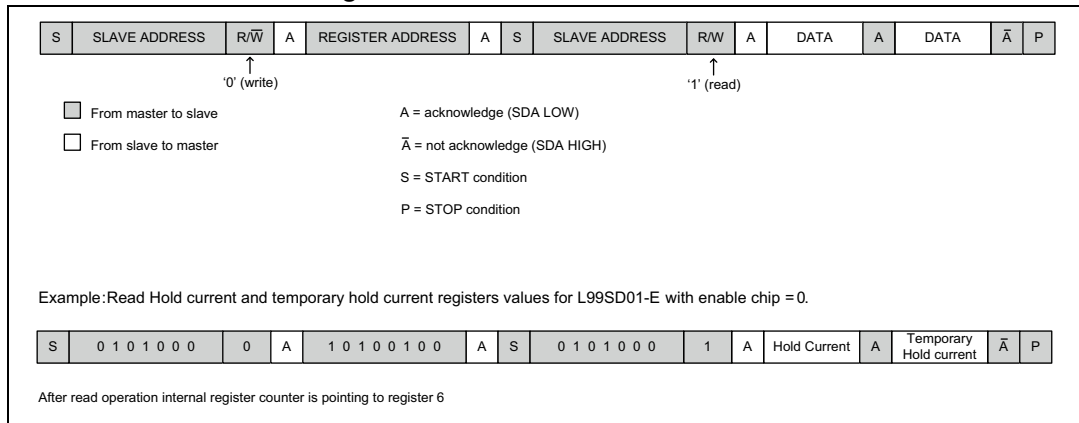 S SLAVE ADDRESS R/W̅ A REGISTER ADDRESS A S SLAVE ADDRESS R/W A DATA A DATA A̅ P
‘0’ (write) ‘1’ (read)
From master to slave
From slave to master
A = acknowledge (SDA LOW)
A̅ = not acknowledge (SDA HIGH)
S = START condition
P = STOP condition
Example:Read Hold current and temporary hold current registers values for L99SD01-E with enable chip = 0.
S 0 1 0 1 0 0 0 0 A 1 0 1 0 0 1 0 0 A S 0 1 0 1 0 0 0 1 A Hold Current A Temporary Hold current A̅ P
After read operation internal register counter is pointing to register 6